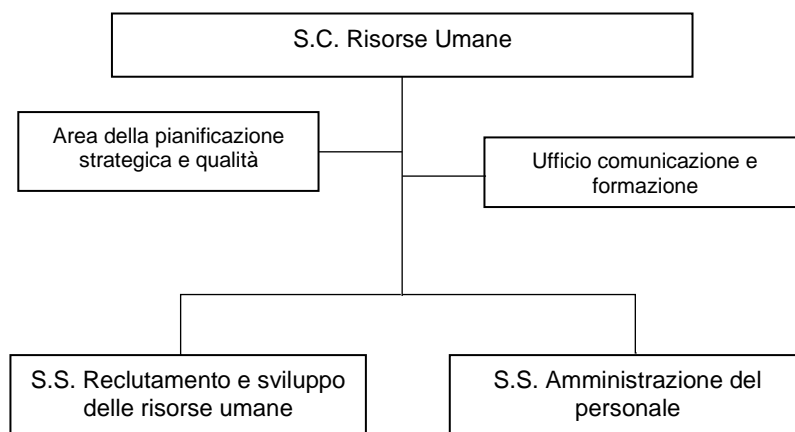 S.C. Risorse Umane
Area della pianificazione
strategica e qualità
Ufficio comunicazione e
formazione
S.S. Reclutamento e sviluppo
delle risorse umane
S.S. Amministrazione del
personale